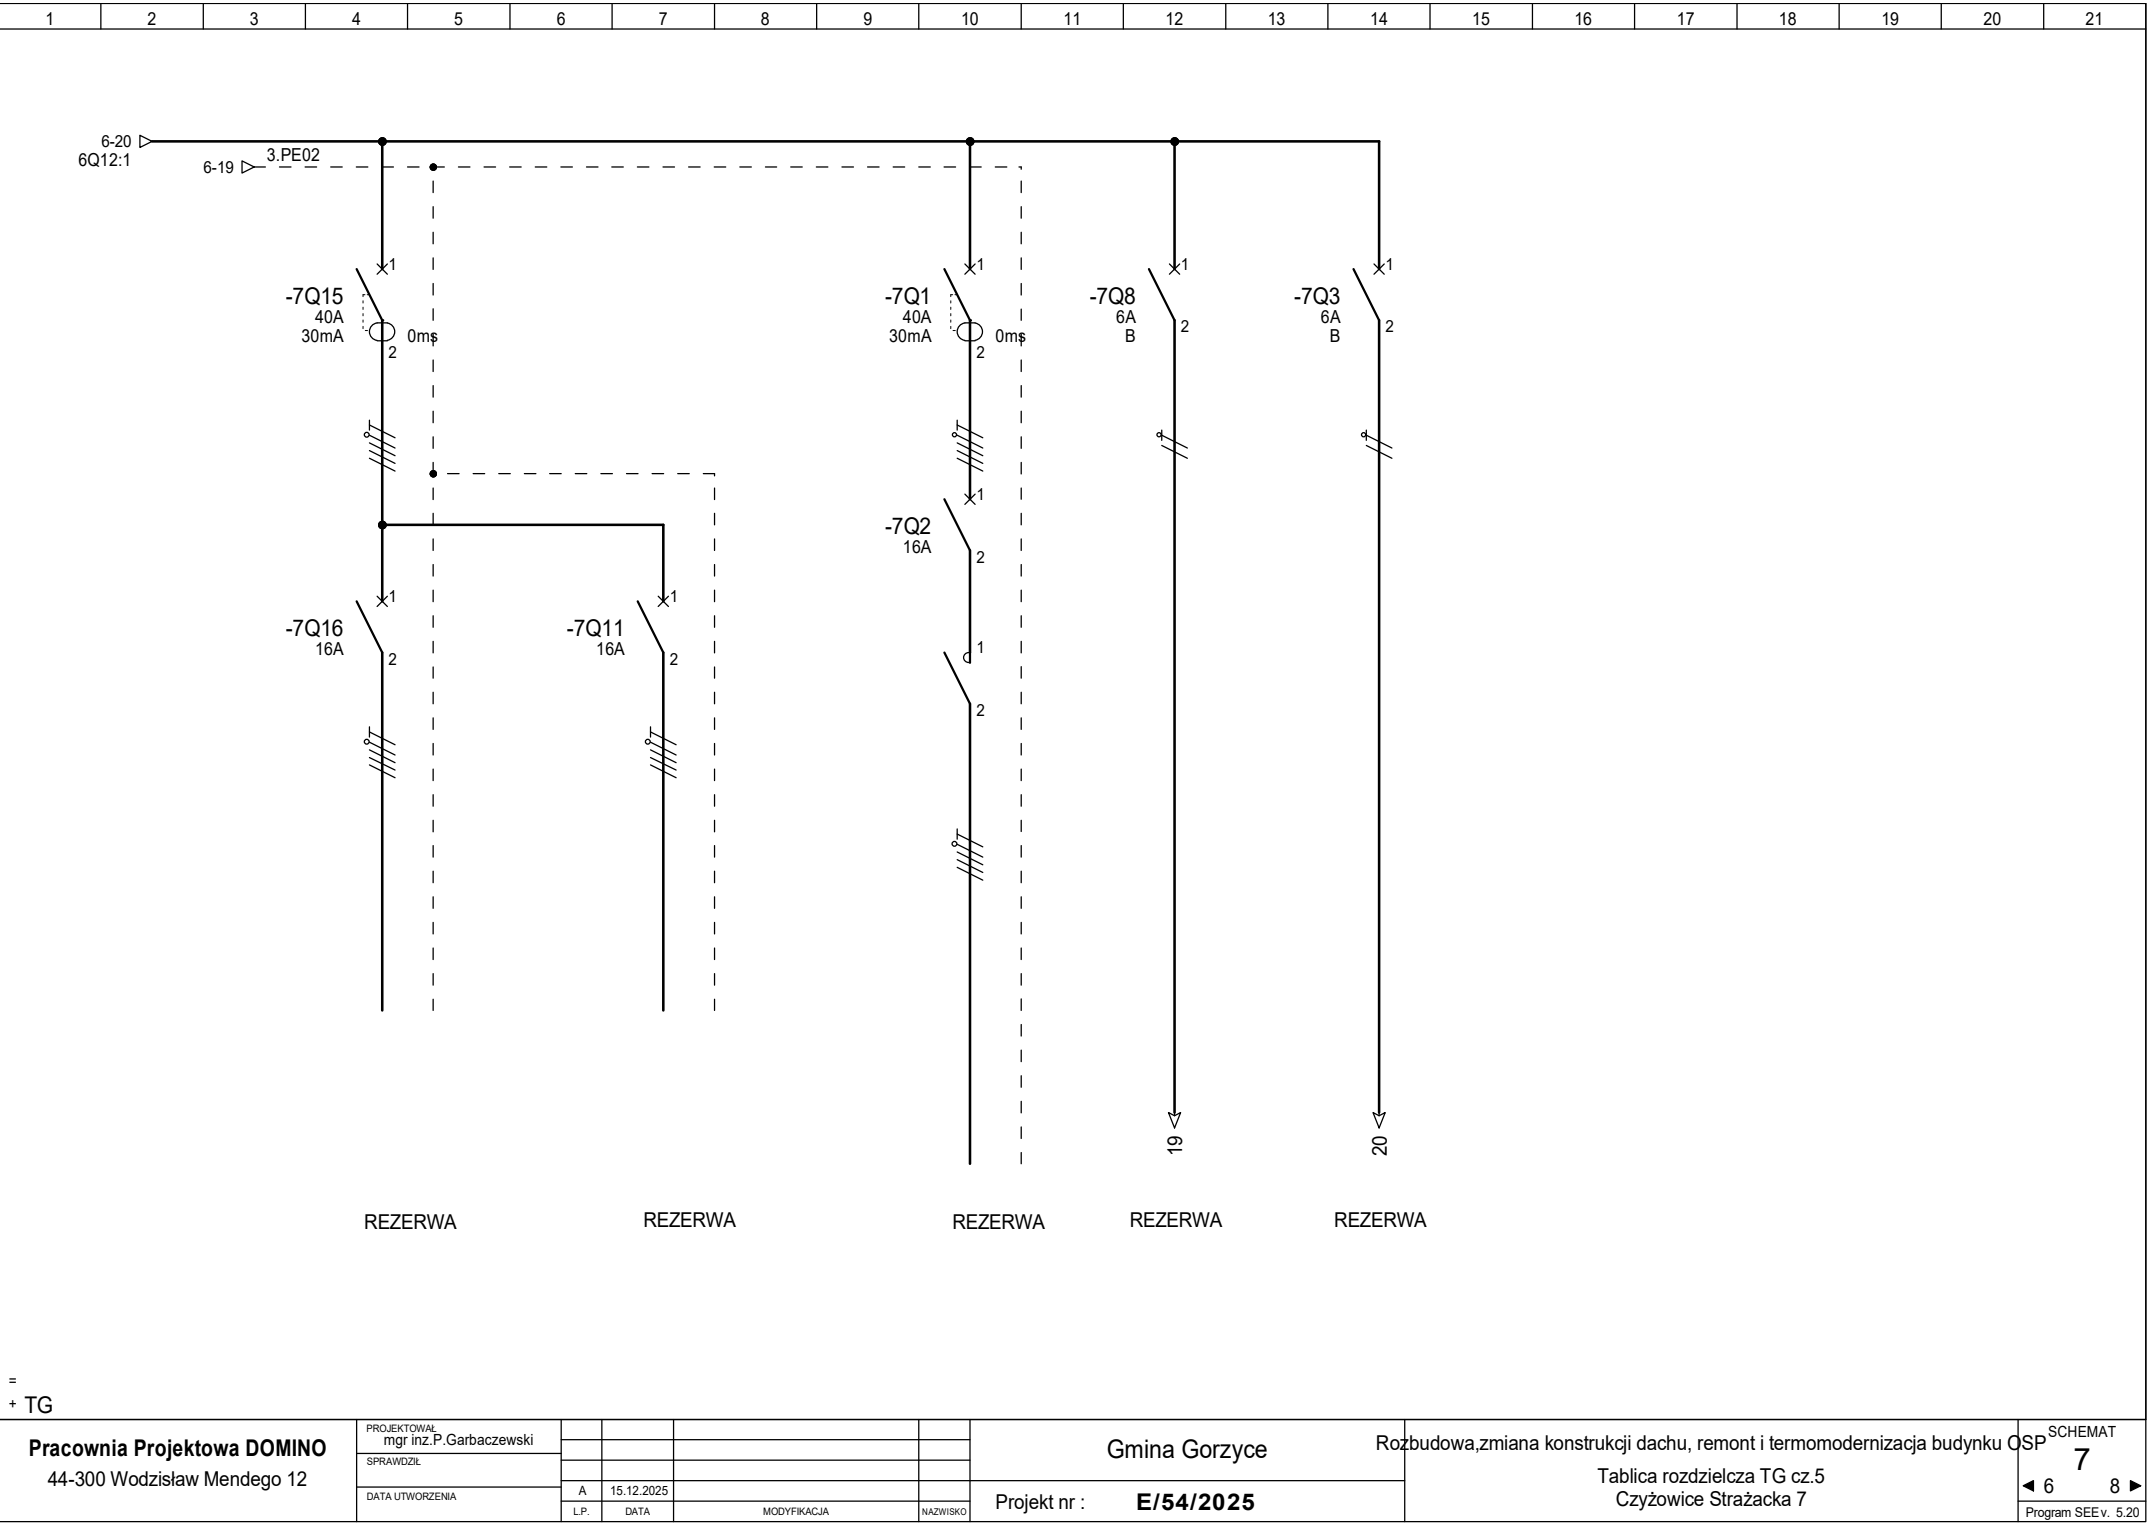 1 2 3 4 5 6 7 8 9 10 11 12 13 14 15 16 17 18 19 20 21
6-20
6Q12:1
6-19
3.PE02
-7Q15
40A
30mA
1
2
0ms
-7Q1
40A
30mA
1
2
0ms
-7Q8
6A
B
1
2
-7Q3
6A
B
1
2
-7Q2
16A
1
2
-7Q16
16A
1
2
-7Q11
16A
1
2
1
2
19
20
REZERWA
REZERWA
REZERWA
REZERWA
REZERWA
=
+ TG
Pracownia Projektowa DOMINO
44-300 Wodzisław Mendego 12
PROJEKTOWAŁ
mgr inz.P.Garbaczewski
SPRAWDZIŁ
DATA UTWORZENIA
A 15.12.2025
L.P. DATA MODYFIKACJA NAZWISKO
Gmina Gorzyce
Projekt nr : E/54/2025
Rozbudowa,zmiana konstrukcji dachu, remont i termomodernizacja budynku OSP
Tablica rozdzielcza TG cz.5
Czyżowice Strażacka 7
SCHEMAT
7
◄ 6 8 ►
Program SEE v. 5.20